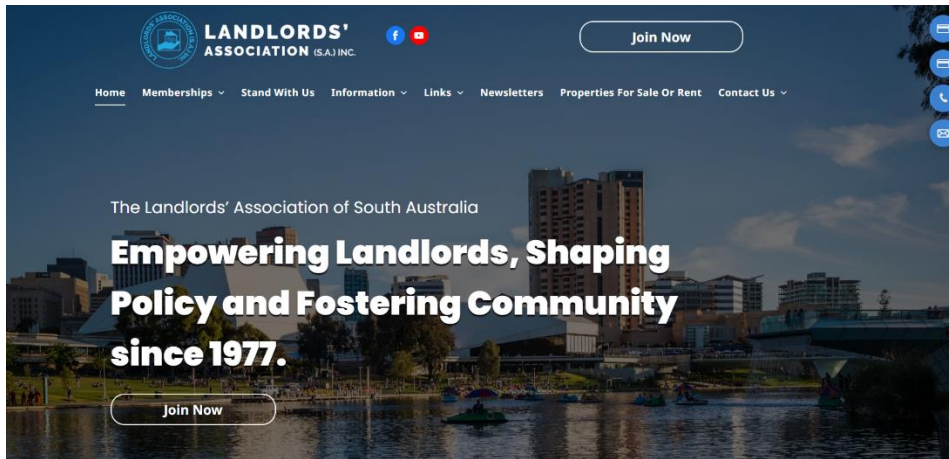 LANDLORDS'
ASSOCIATION (S.A.) INC.
Join Now
Home Memberships Stand With Us Information Links Newsletters Properties For Sale Or Rent Contact Us
The Landlords' Association of South Australia
Empowering Landlords, Shaping
Policy and Fostering Community
since 1977.
Join Now